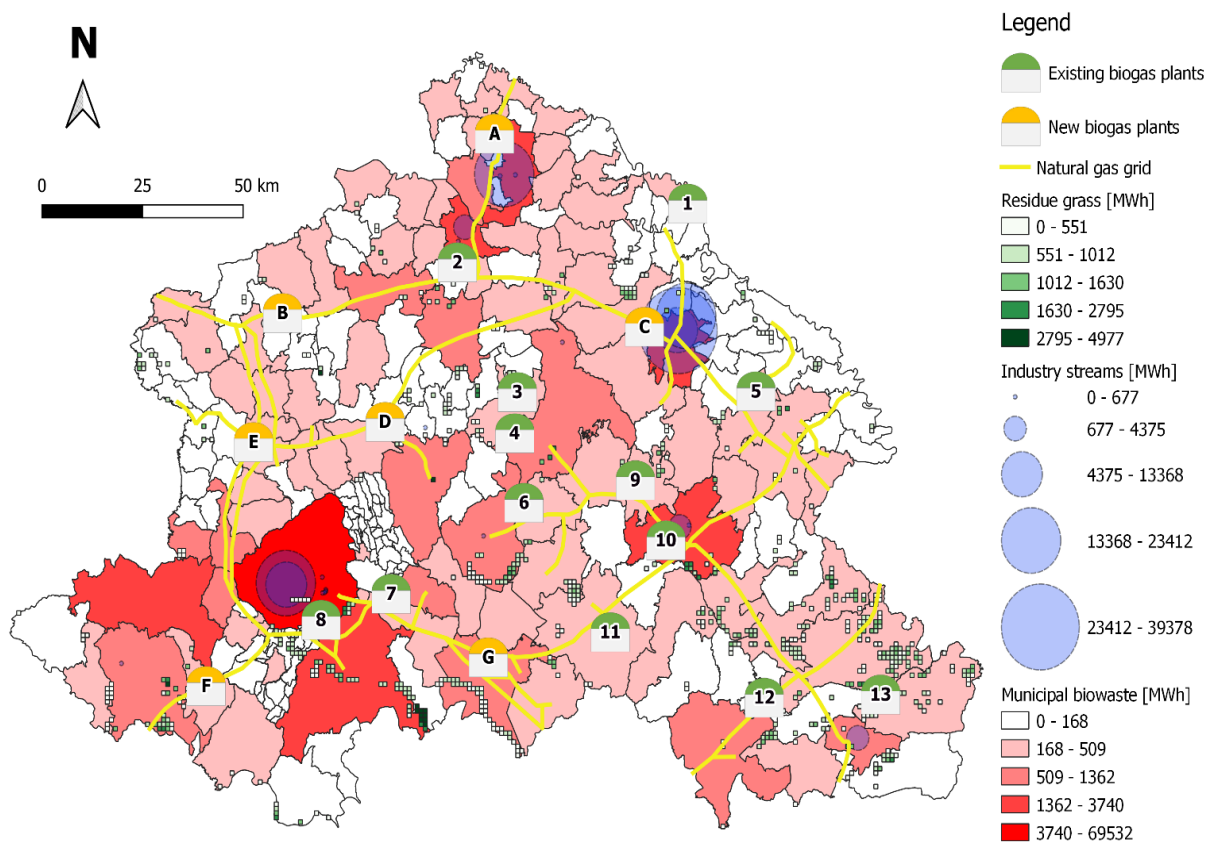 N
0 25 50 km
A
1
2
B
C
3
5
D
4
E
9
6
10
7
8
11
G
F
12
13
Legend
Existing biogas plants
New biogas plants
Natural gas grid
Residue grass [MWh]
0 - 551
551 - 1012
1012 - 1630
1630 - 2795
2795 - 4977
Industry streams [MWh]
0 - 677
677 - 4375
4375 - 13368
13368 - 23412
23412 - 39378
Municipal biowaste [MWh]
0 - 168
168 - 509
509 - 1362
1362 - 3740
3740 - 69532